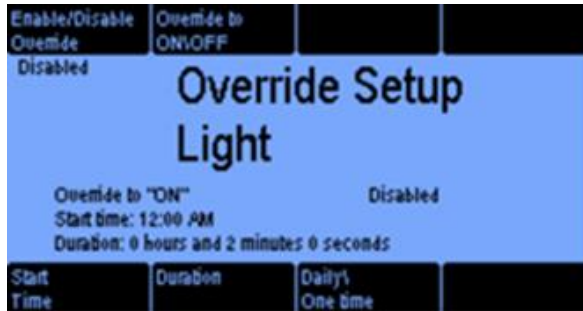 Enable/Disable Override to
Override ON\OFF
Disabled
Override Setup
Light
Override to "ON" Disabled
Start time: 12:00 AM
Duration: 0 hours and 2 minutes 0 seconds
Start Duration Daily\
Time One time